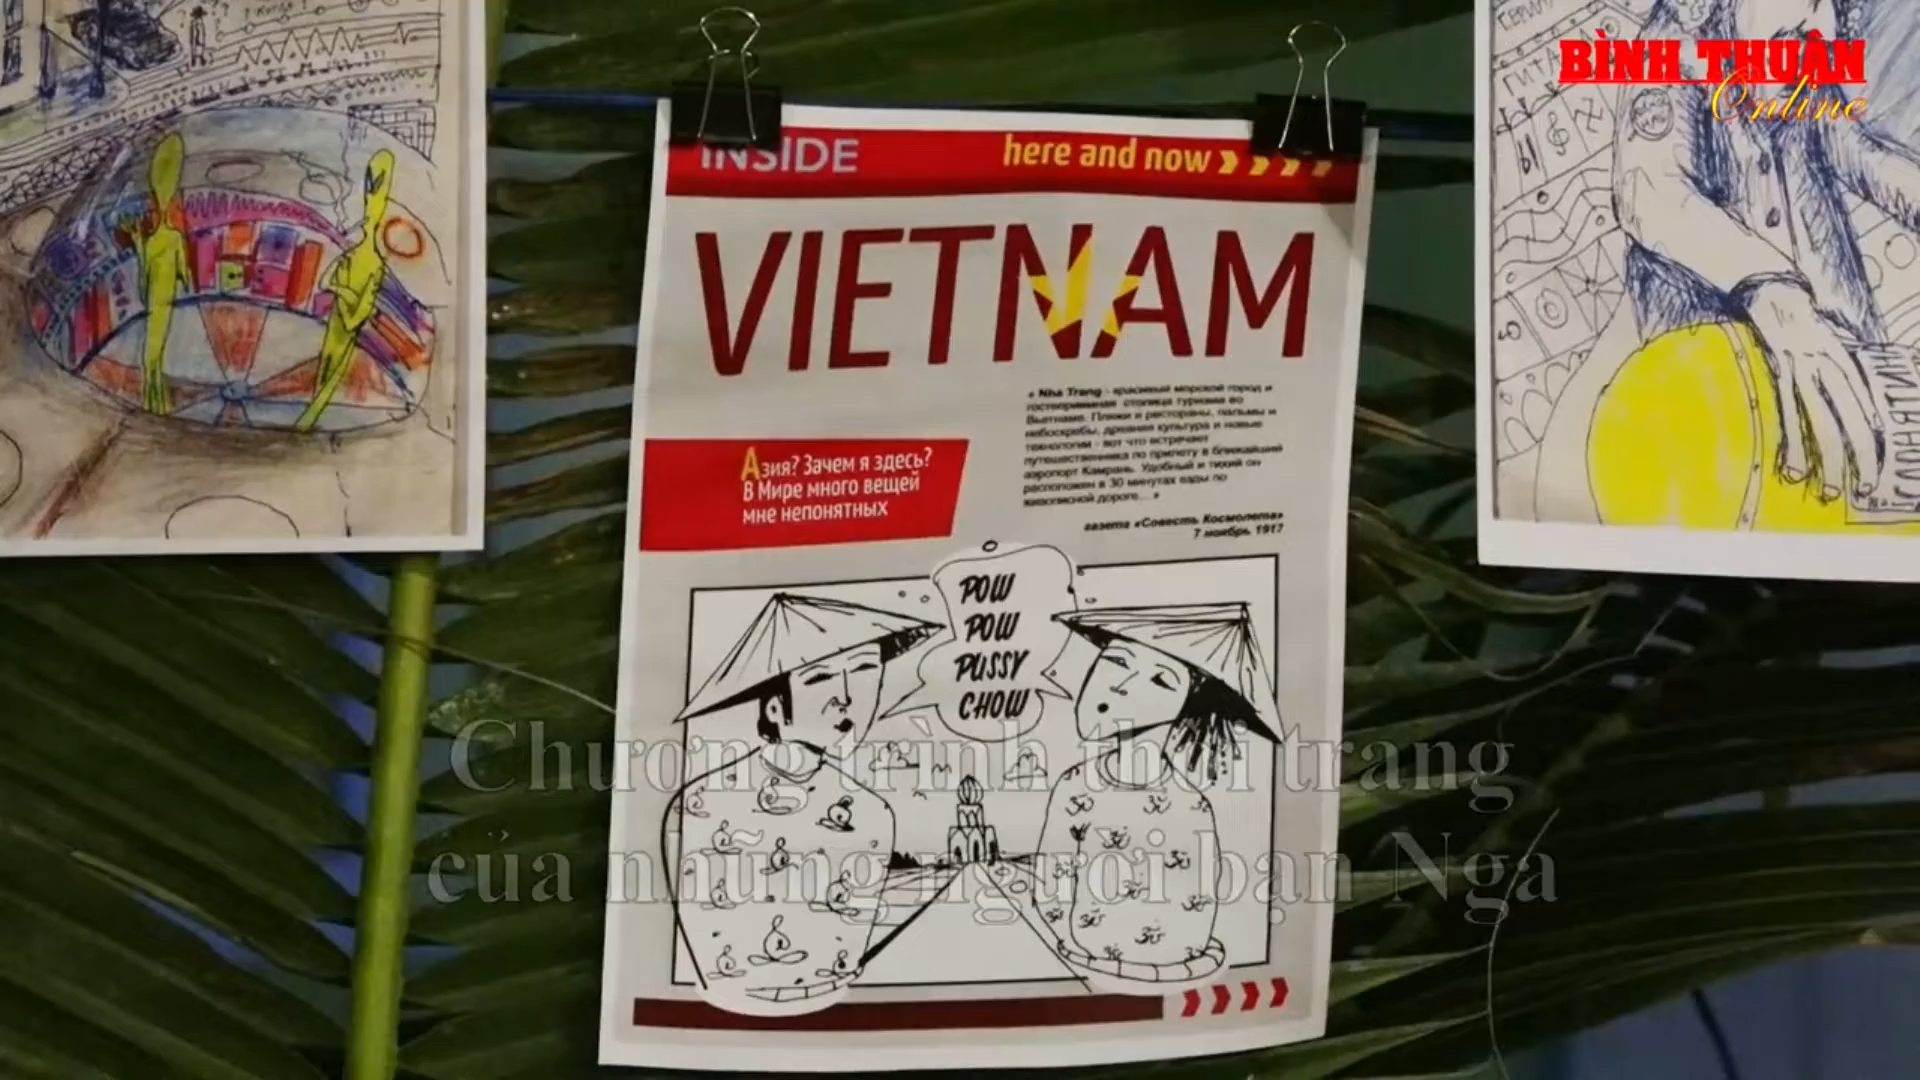 BÌNH THUẬN
Online
INSIDE
here and now
VIETNAM
« Nha Trang - красивый морской город и
гостеприимная столица туризма во
Вьетнаме. Пляжи и рестораны, пальмы и
небоскребы, древняя культура и новые
технологии - вот что встречает
путешественника по прилету в ближайший
аэропорт Камрань. Удобный и тихий он
расположен в 30 минутах езды по
живописной дороге... »
газета «Совесть Космолета»
7 ноябрь 1917
Азия? Зачем я здесь?
В Мире много вещей
мне непонятных
POW
POW
PUSSY
CHOW
Chương trình thời trang
của những người bạn Nga